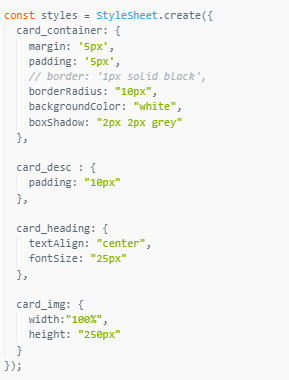 const styles = StyleSheet.create({
  card_container: {
    margin: '5px',
    padding: '5px',
    // border: '1px solid black',
    borderRadius: "10px",
    backgroundColor: "white",
    boxShadow: "2px 2px grey"
  },

  card_desc : {
    padding: "10px"
  },

  card_heading: {
    textAlign: "center",
    fontSize: "25px"
  },

  card_img: {
    width:"100%",
    height: "250px"
  }
});